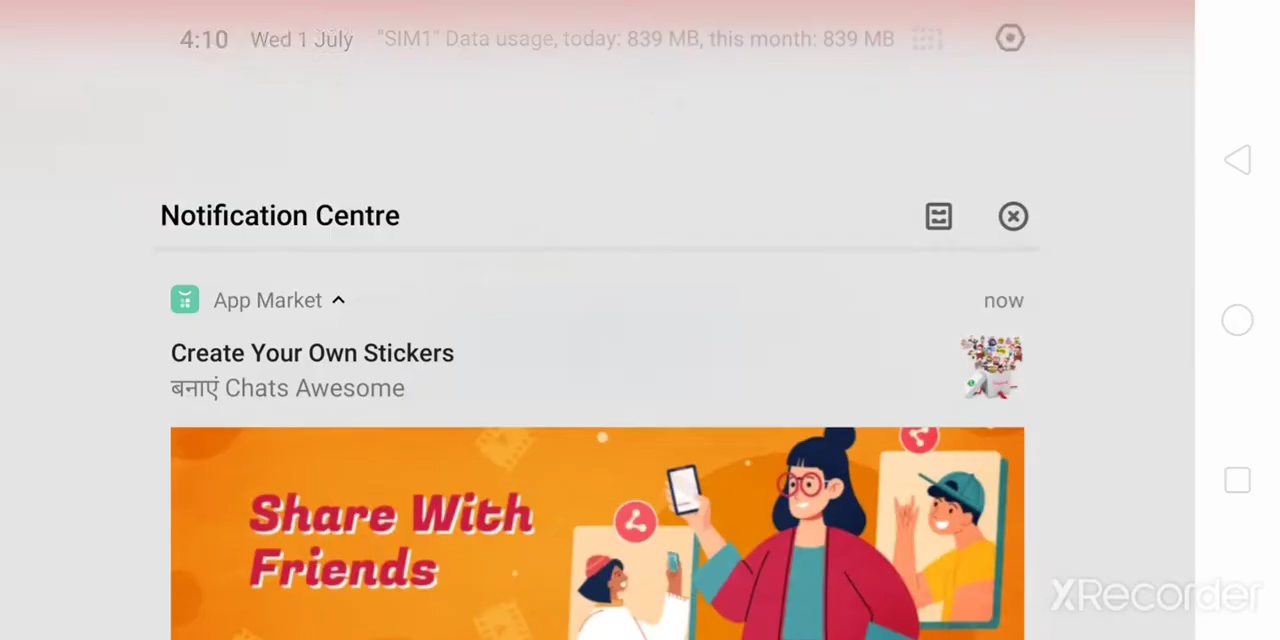 4:10 Wed 1 July "SIM1" Data usage, today: 839 MB, this month: 839 MB
Notification Centre
App Market now
Create Your Own Stickers
बनाएं Chats Awesome
Share With
Friends
XRecorder